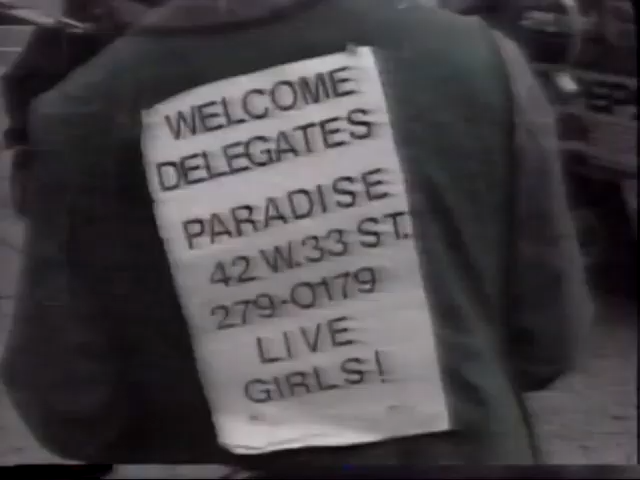 WELCOME
DELEGATES
PARADISE
42 W.33 ST.
279-0179
LIVE
GIRLS!